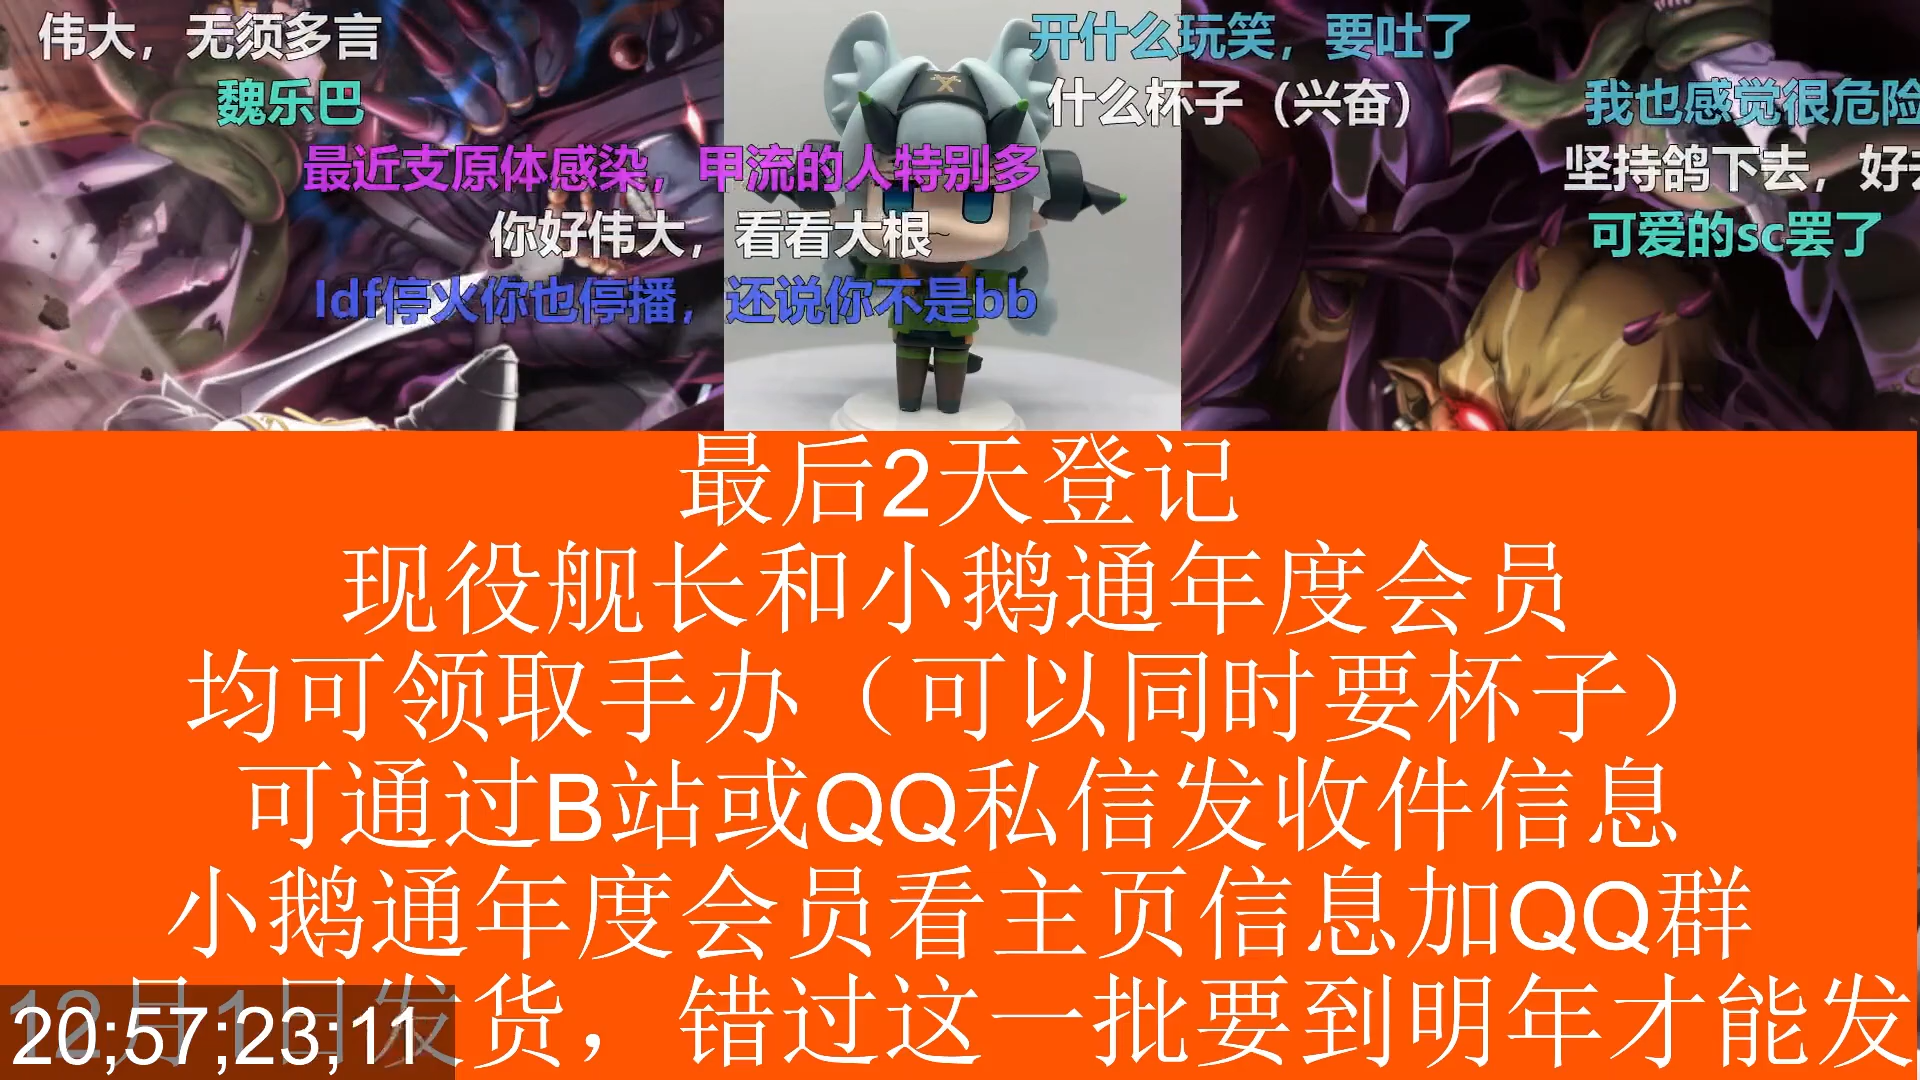 伟大，无须多言
开什么玩笑，要吐了
魏乐巴
什么杯子（兴奋）
我也感觉很危险
最近支原体感染，甲流的人特别多
坚持鸽下去，好去
你好伟大，看看大根
可爱的sc罢了
ldf停火你也停播，还说你不是bb
最后2天登记
现役舰长和小鹅通年度会员
均可领取手办（可以同时要杯子）
可通过B站或QQ私信发收件信息
小鹅通年度会员看主页信息加QQ群
12月1日发货，错过这一批要到明年才能发
20;57;23;11